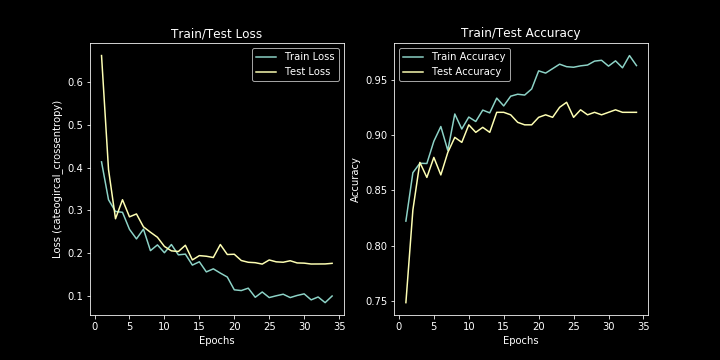 Train/Test Loss
Train Loss
Test Loss
Loss (cateogircal_crossentropy)
0.6
0.5
0.4
0.3
0.2
0.1
0 5 10 15 20 25 30 35
Epochs
Train/Test Accuracy
Train Accuracy
Test Accuracy
Accuracy
0.95
0.90
0.85
0.80
0.75
0 5 10 15 20 25 30 35
Epochs